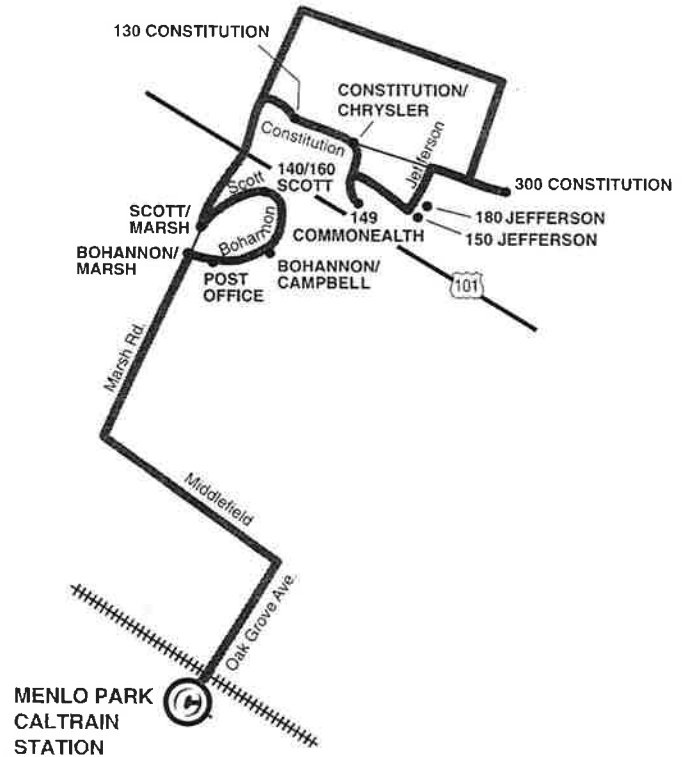 130 CONSTITUTION
CONSTITUTION/
CHRYSLER
Constitution
Jefferson
140/160
SCOTT
Scott
300 CONSTITUTION
SCOTT/
MARSH
149
COMMONEALTH
180 JEFFERSON
150 JEFFERSON
Bohannon
BOHANNON/
MARSH
POST
OFFICE
BOHANNON/
CAMPBELL
101
Marsh Rd.
Middlefield
Oak Grove Ave.
MENLO PARK
CALTRAIN
STATION